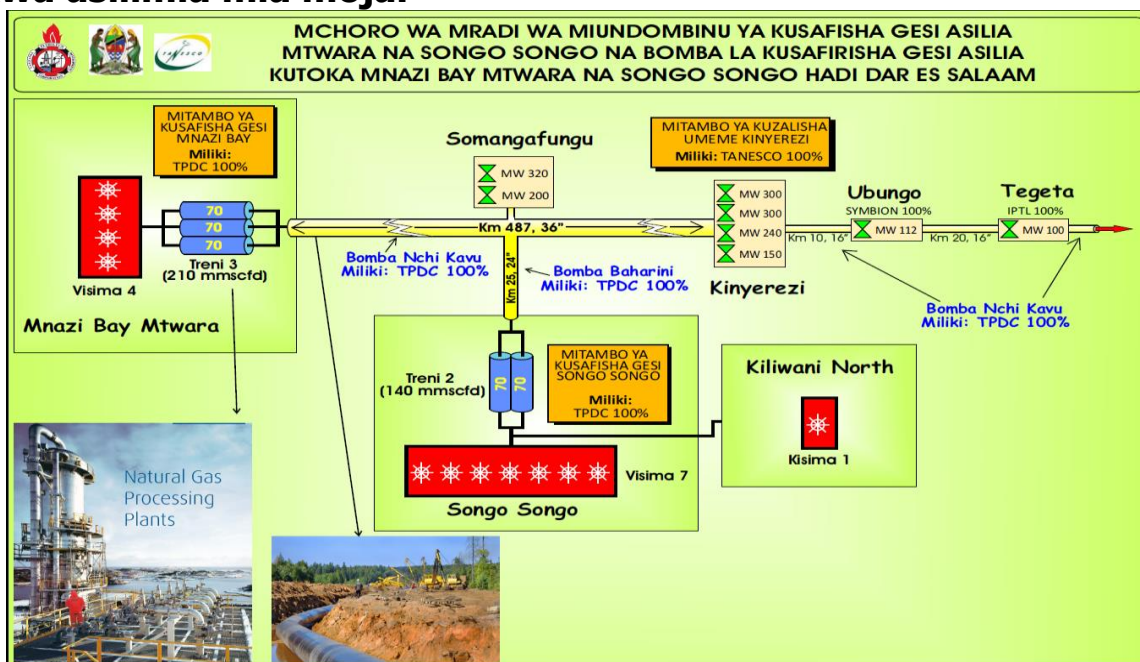 wa asilimia mia moja.
MCHORO WA MRADI WA MIUNDOMBINU YA KUSAFISHA GESI ASILIA
MTWARA NA SONGO SONGO NA BOMBA LA KUSAFIRISHA GESI ASILIA
KUTOKA MNAZI BAY MTWARA NA SONGO SONGO HADI DAR ES SALAAM
TANESCO
MITAMBO YA
KUSAFISHA GESI
MNAZI BAY
Miliki:
TPDC 100%
70
70
70
Treni 3
(210 mmscfd)
Visima 4
Mnazi Bay Mtwara
Somangafungu
MW 320
MW 200
Km 487, 36"
Bomba Nchi Kavu
Miliki: TPDC 100%
Km 25, 24"
Bomba Baharini
Miliki: TPDC 100%
MITAMBO YA KUZALISHA
UMEME KINYEREZI
Miliki: TANESCO 100%
MW 300
MW 300
MW 240
MW 150
Kinyerezi
Km 10, 16"
Ubungo
SYMBION 100%
MW 112
Km 20, 16"
Tegeta
IPTL 100%
MW 100
Bomba Nchi Kavu
Miliki: TPDC 100%
Treni 2
(140 mmscfd)
70
70
MITAMBO YA
KUSAFISHA GESI
SONGO SONGO
Miliki:
TPDC 100%
Visima 7
Songo Songo
Kiliwani North
Kisima 1
Natural Gas
Processing
Plants